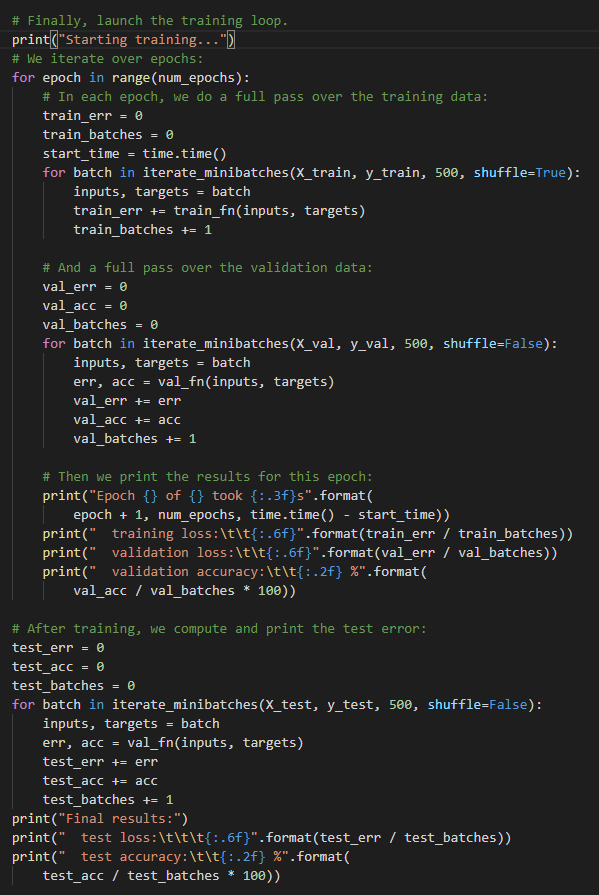 # Finally, launch the training loop.
print("Starting training...")
# We iterate over epochs:
for epoch in range(num_epochs):
    # In each epoch, we do a full pass over the training data:
    train_err = 0
    train_batches = 0
    start_time = time.time()
    for batch in iterate_minibatches(X_train, y_train, 500, shuffle=True):
        inputs, targets = batch
        train_err += train_fn(inputs, targets)
        train_batches += 1

    # And a full pass over the validation data:
    val_err = 0
    val_acc = 0
    val_batches = 0
    for batch in iterate_minibatches(X_val, y_val, 500, shuffle=False):
        inputs, targets = batch
        err, acc = val_fn(inputs, targets)
        val_err += err
        val_acc += acc
        val_batches += 1

    # Then we print the results for this epoch:
    print("Epoch {} of {} took {:.3f}s".format(
        epoch + 1, num_epochs, time.time() - start_time))
    print("  training loss:\t\t{:.6f}".format(train_err / train_batches))
    print("  validation loss:\t\t{:.6f}".format(val_err / val_batches))
    print("  validation accuracy:\t\t{:.2f} %".format(
        val_acc / val_batches * 100))

# After training, we compute and print the test error:
test_err = 0
test_acc = 0
test_batches = 0
for batch in iterate_minibatches(X_test, y_test, 500, shuffle=False):
    inputs, targets = batch
    err, acc = val_fn(inputs, targets)
    test_err += err
    test_acc += acc
    test_batches += 1
print("Final results:")
print("  test loss:\t\t\t{:.6f}".format(test_err / test_batches))
print("  test accuracy:\t\t{:.2f} %".format(
    test_acc / test_batches * 100))